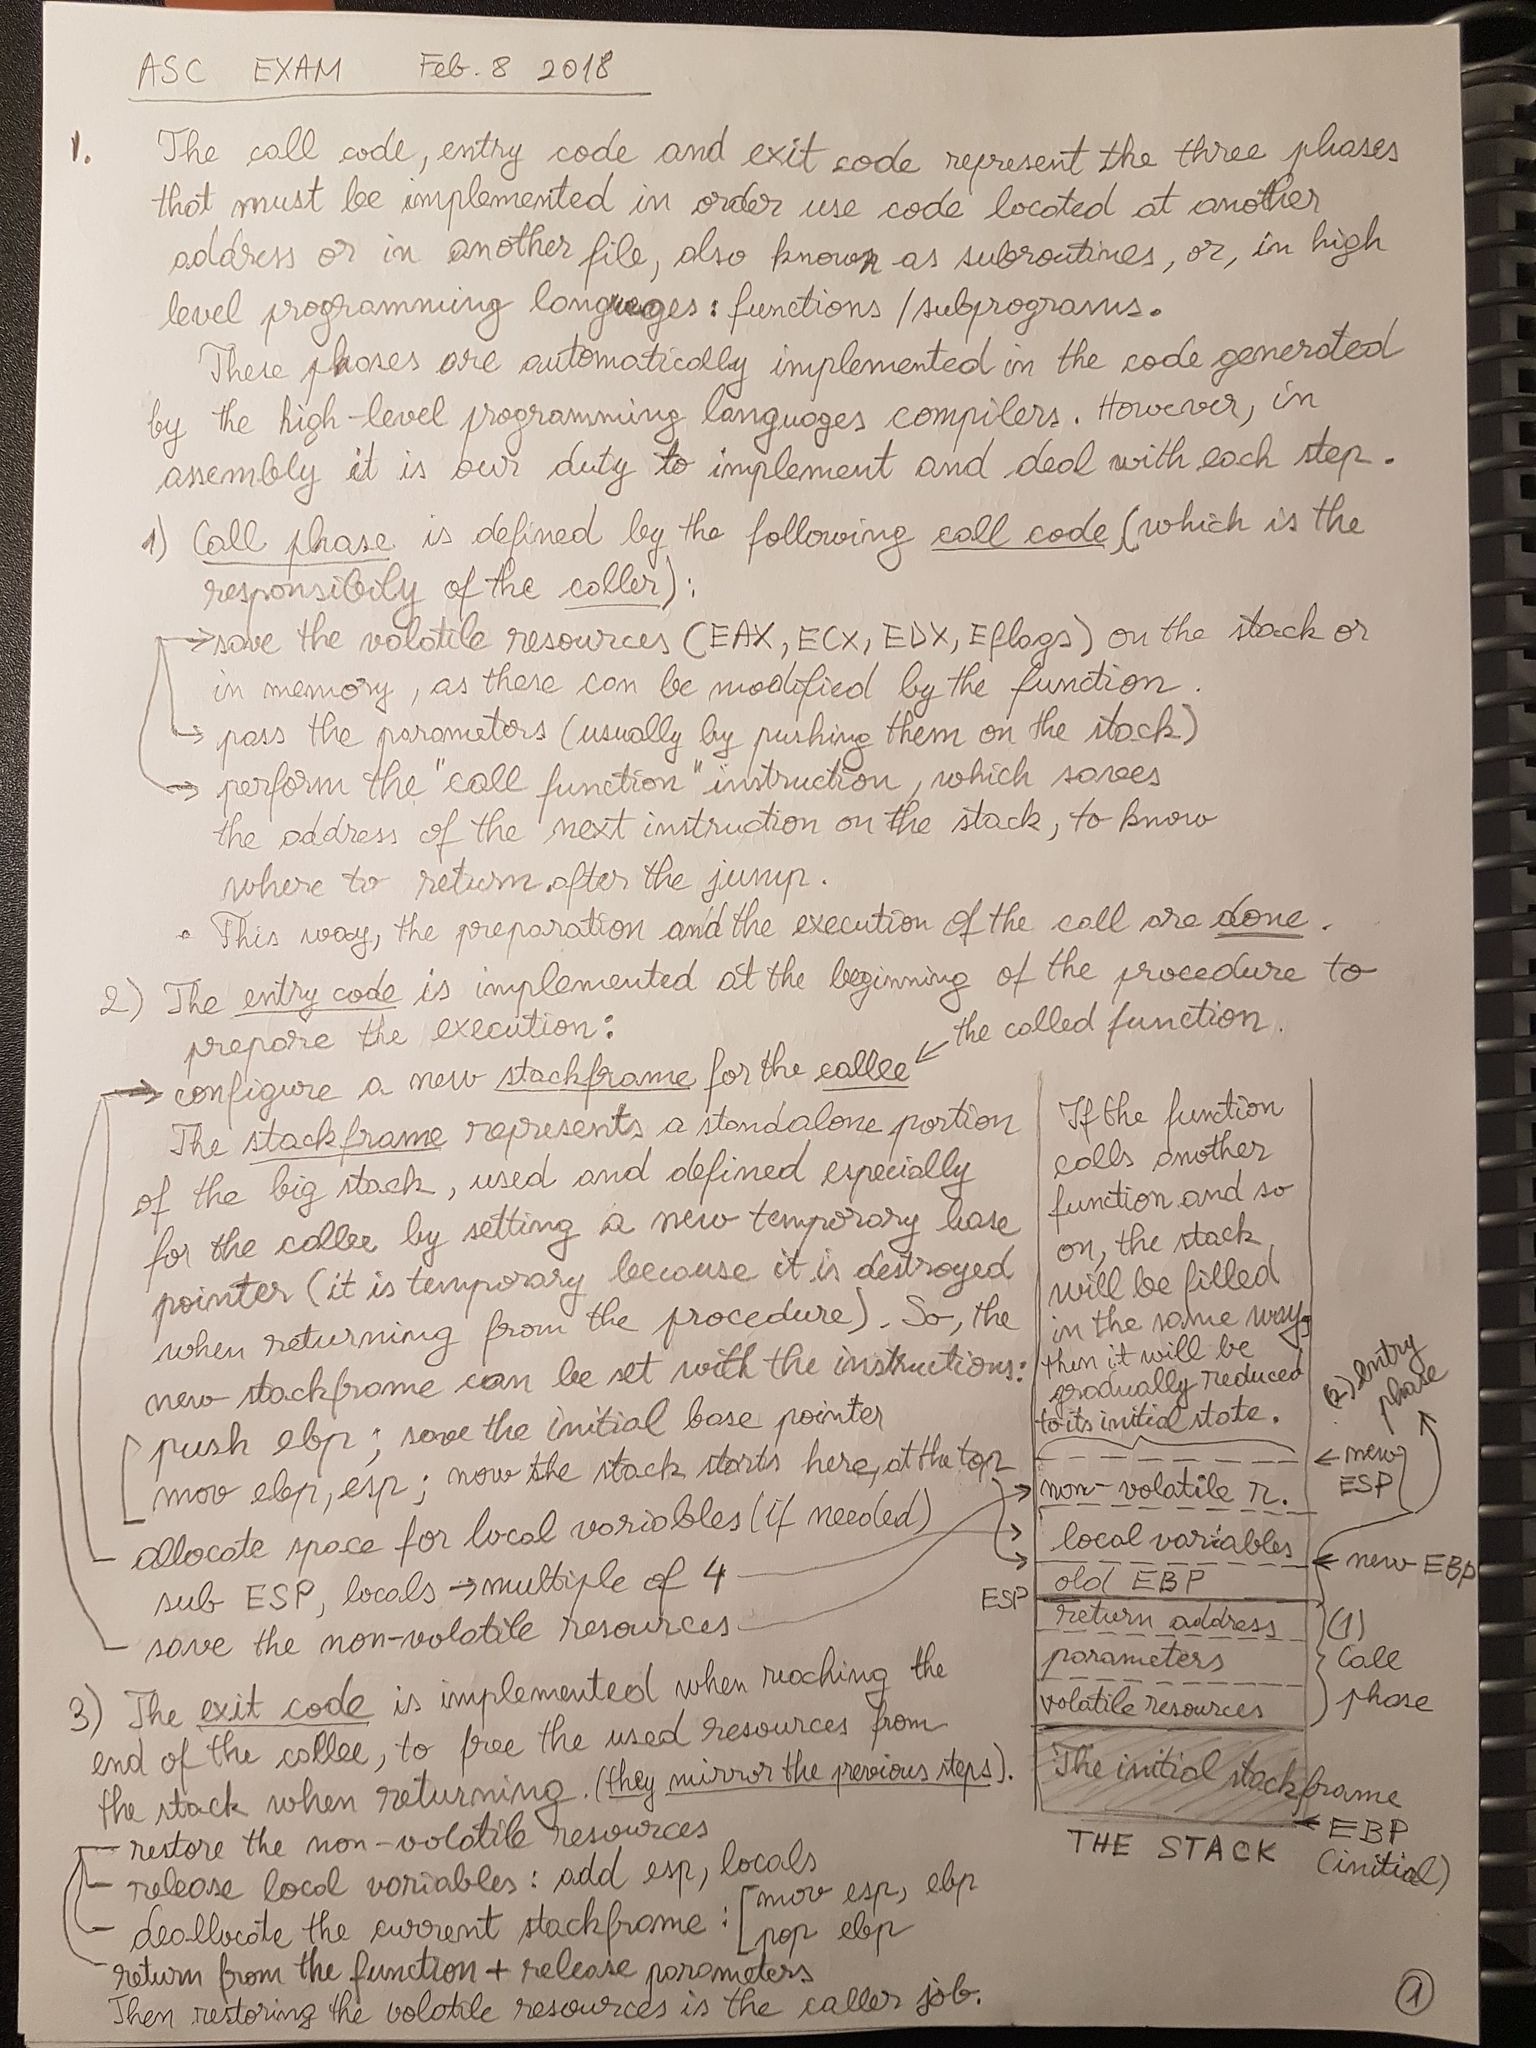 ASC EXAM Feb. 8 2018
1. The call code, entry code and exit code represent the three phases
that must be implemented in order use code located at another
address or in another file, also known as subroutines, or, in high
level programming languages: functions / subprograms.
These phases are automatically implemented in the code generated
by the high-level programming languages compilers. However, in
assembly it is our duty to implement and deal with each step.
1) Call phase is defined by the following call code (which is the
responsibily of the caller):
→ save the volatile resources (EAX, ECX, EDX, Eflags) on the stack or
in memory, as these can be modified by the function.
→ pass the parameters (usually by pushing them on the stack)
→ perform the "call function" instruction, which saves
the address of the next instruction on the stack, to know
where to return after the jump.
• This way, the preparation and the execution of the call are done.
2) The entry code is implemented at the beginning of the procedure to
prepare the execution:
← the called function.
→ configure a new stackframe for the callee
The stackframe represents a standalone portion
of the big stack, used and defined especially
for the callee by setting a new temporary base
pointer (it is temporary because it is destroyed
when returning from the procedure). So, the
new stackframe can be set with the instructions:
push ebp ; save the initial base pointer
mov ebp, esp ; now the stack starts here, at the top
allocate space for local variables (if needed)
sub ESP, locals → multiple of 4
save the non-volatile resources
3) The exit code is implemented when reaching the
end of the callee, to free the used resources from
the stack when returning. (they mirror the previous steps).
restore the non-volatile resources
release local variables: add esp, locals
deallocate the current stackframe: [mov esp, ebp
pop ebp
return from the function + release parameters
Then restoring the volatile resources is the caller job.
If the function
calls another
function and so
on, the stack
will be filled
in the same way,
then it will be
gradually reduced
to its initial state.
(2) entry
phase
← new
ESP
non-volatile r.
local variables
← new EBP
old EBP
ESP
return address
parameters
volatile resources
(1)
Call
phase
The initial stackframe
← EBP
(initial)
THE STACK
1